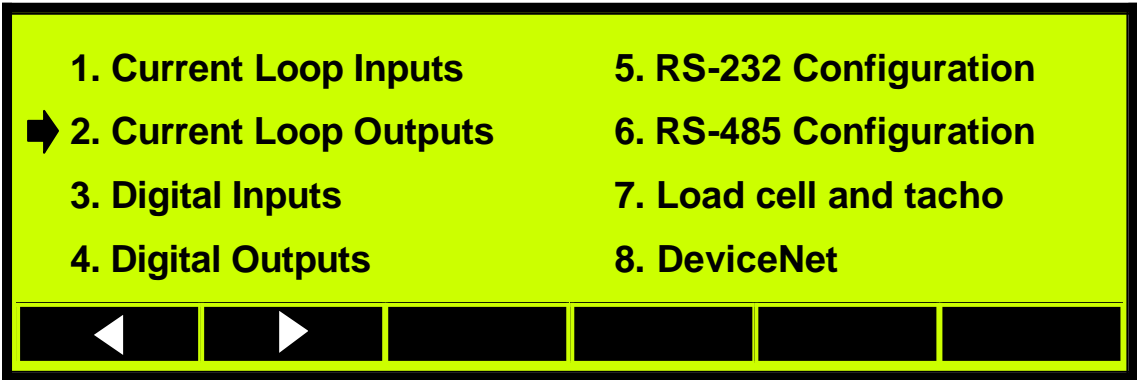 1. Current Loop Inputs
2. Current Loop Outputs
3. Digital Inputs
4. Digital Outputs
5. RS-232 Configuration
6. RS-485 Configuration
7. Load cell and tacho
8. DeviceNet